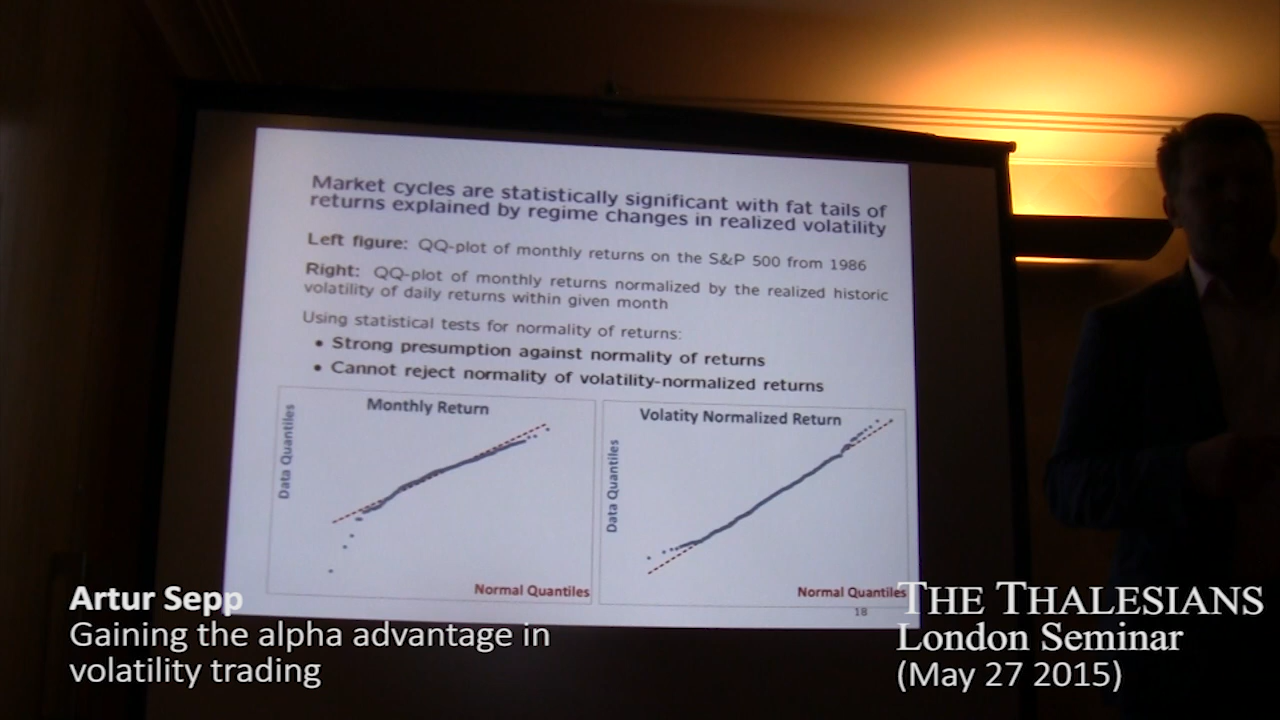 Market cycles are statistically significant with fat tails of
returns explained by regime changes in realized volatility
Left figure: QQ-plot of monthly returns on the S&P 500 from 1986
Right: QQ-plot of monthly returns normalized by the realized historic
volatility of daily returns within given month
Using statistical tests for normality of returns:
• Strong presumption against normality of returns
• Cannot reject normality of volatility-normalized returns
Monthly Return
Data Quantiles
Normal Quantiles
Volatity Normalized Return
Data Quantiles
Normal Quantiles
18
Artur Sepp
Gaining the alpha advantage in
volatility trading
THE THALESIANS
London Seminar
(May 27 2015)